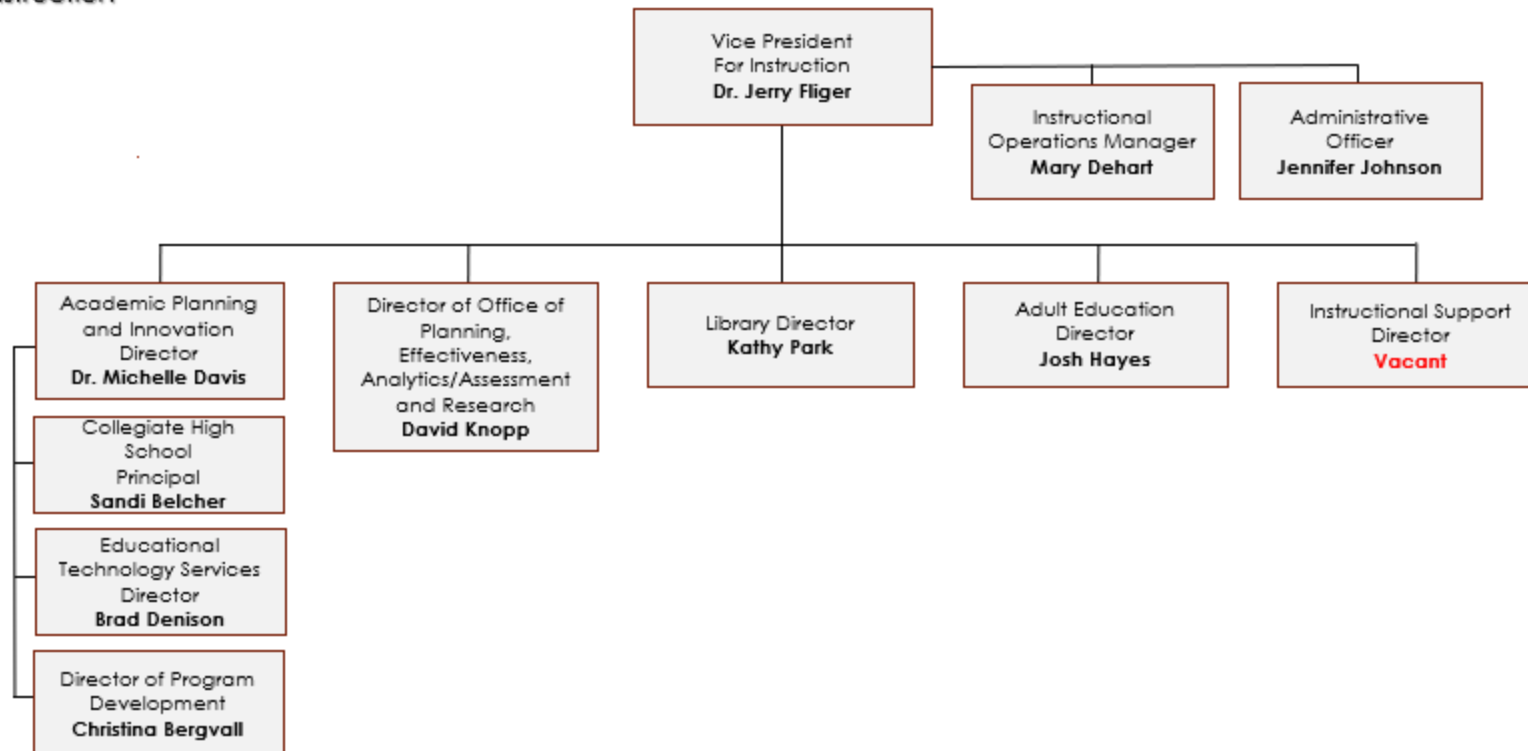 Vice President
For Instruction
Dr. Jerry Fliger
Instructional
Operations Manager
Mary Dehart
Administrative
Officer
Jennifer Johnson
Academic Planning
and Innovation
Director
Dr. Michelle Davis
Director of Office of
Planning,
Effectiveness,
Analytics/Assessment
and Research
David Knopp
Library Director
Kathy Park
Adult Education
Director
Josh Hayes
Instructional Support
Director
Vacant
Collegiate High
School
Principal
Sandi Belcher
Educational
Technology Services
Director
Brad Denison
Director of Program
Development
Christina Bergvall